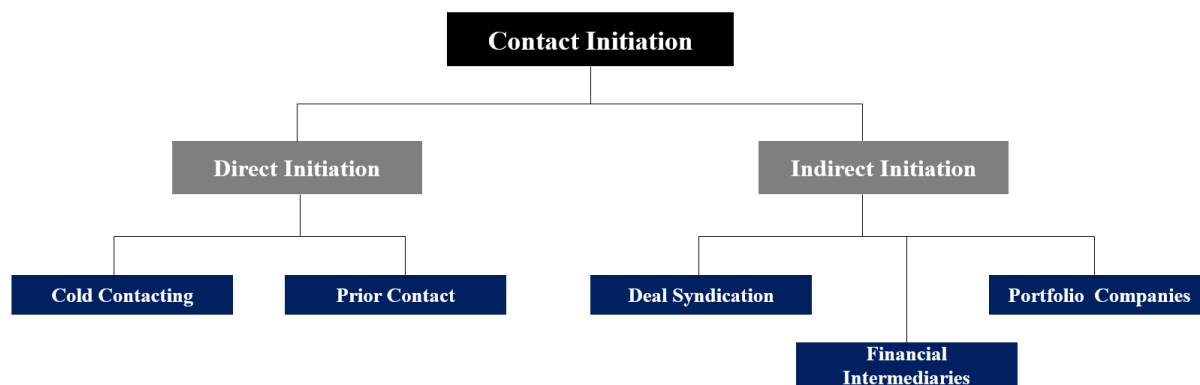 Contact Initiation
Direct Initiation
Indirect Initiation
Cold Contacting
Prior Contact
Deal Syndication
Portfolio Companies
Financial
Intermediaries